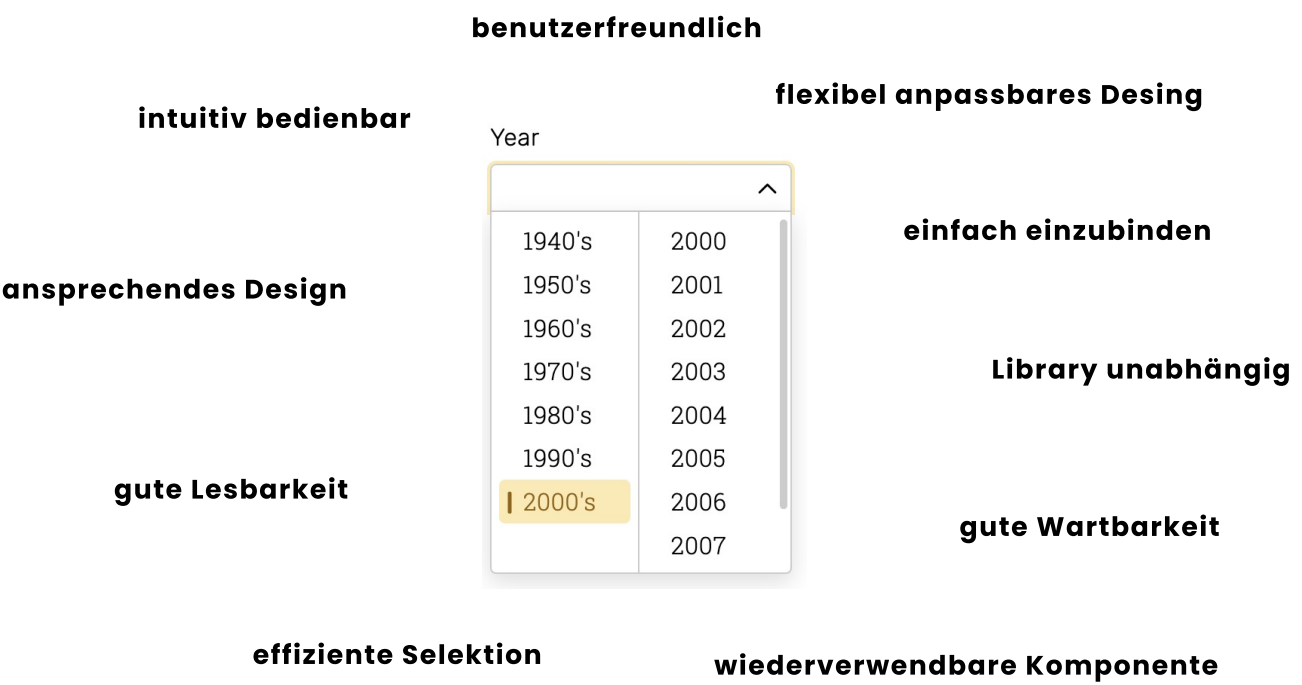 benutzerfreundlich
flexibel anpassbares Desing
intuitiv bedienbar
Year
einfach einzubinden
1940's 2000
1950's 2001
ansprechendes Design
1960's 2002
Library unabhängig
1970's 2003
1980's 2004
1990's 2005
gute Lesbarkeit
2000's 2006
gute Wartbarkeit
2007
effiziente Selektion
wiederverwendbare Komponente